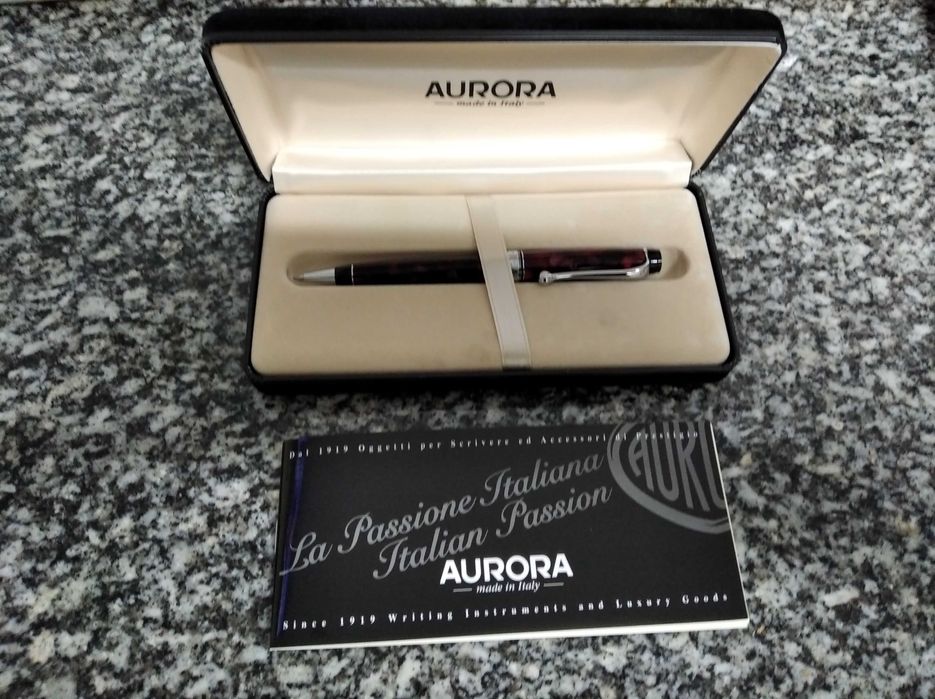 AURORA
made in Italy
Dal 1919 Oggetti per Scrivere ed Accessori di Prestigio
La Passione Italiana
Italian Passion
AURORA
made in Italy
Since 1919 Writing Instruments and Luxury Goods